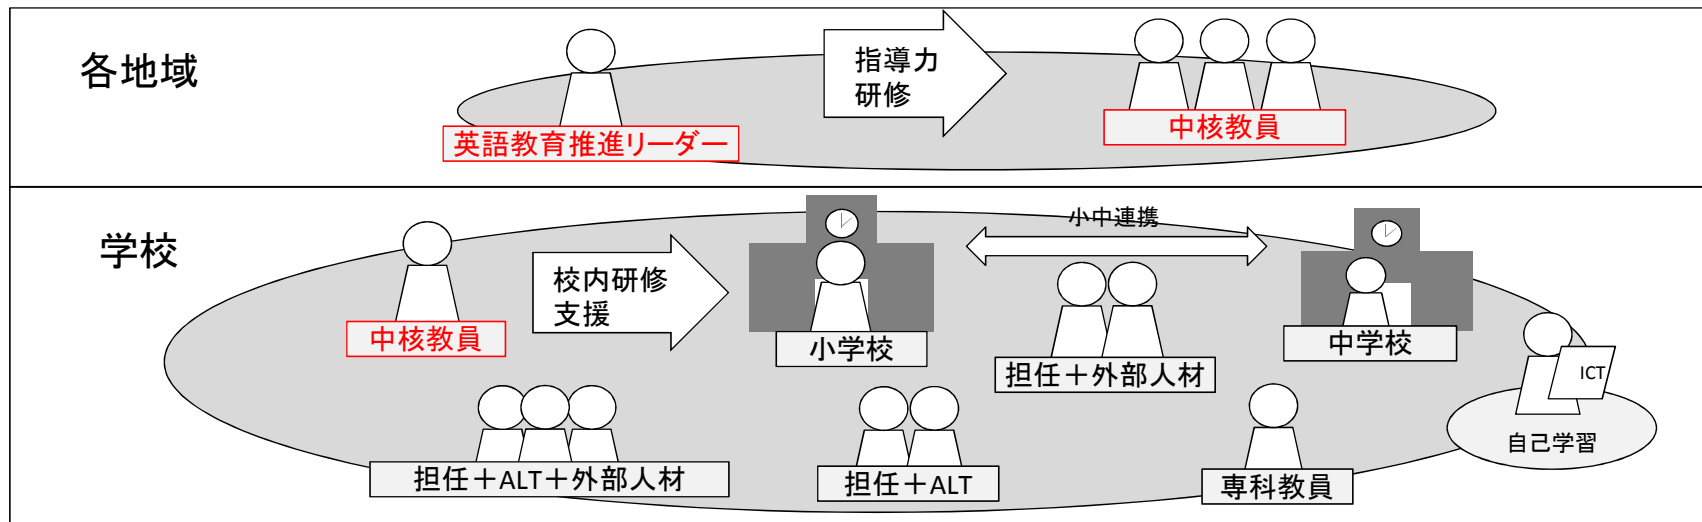 各地域
指導力
研修
英語教育推進リーダー
中核教員
学校
小中連携
校内研修
支援
中核教員
小学校
中学校
担任＋外部人材
ICT
自己学習
担任＋ALT＋外部人材
担任＋ALT
専科教員